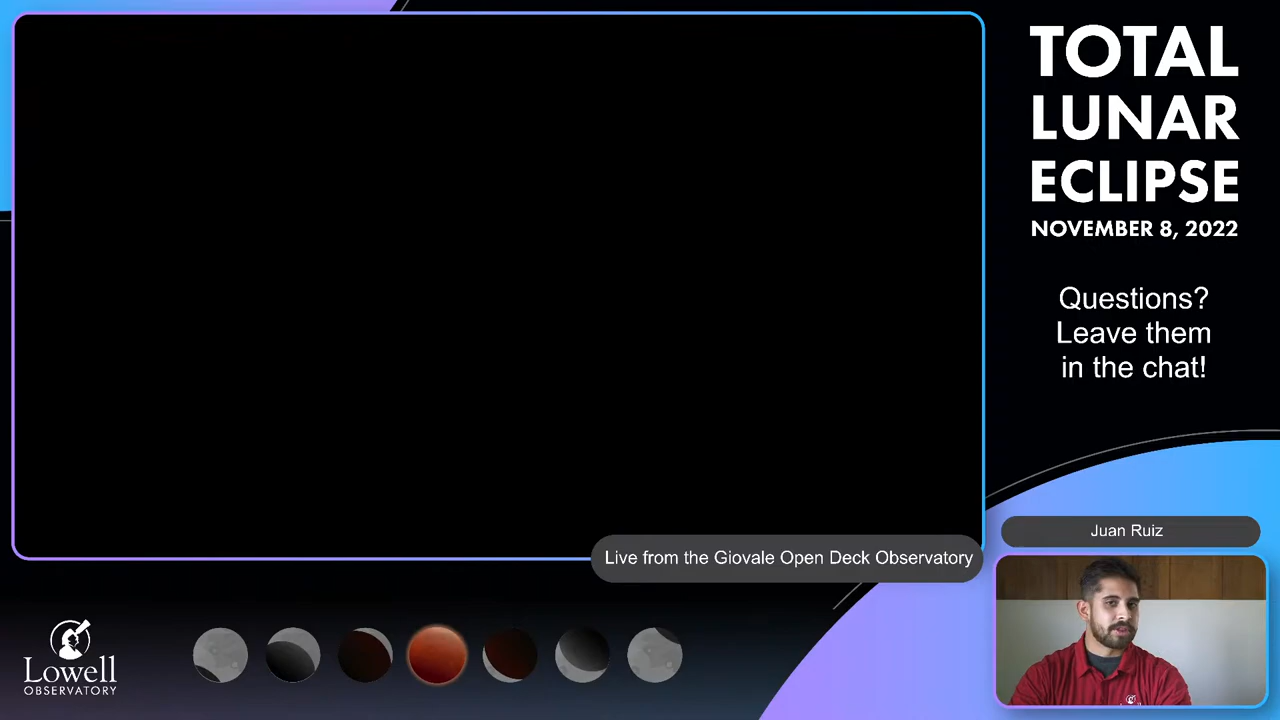 TOTAL
LUNAR
ECLIPSE
NOVEMBER 8, 2022
Questions?
Leave them
in the chat!
Juan Ruiz
Live from the Giovale Open Deck Observatory
Lowell
OBSERVATORY